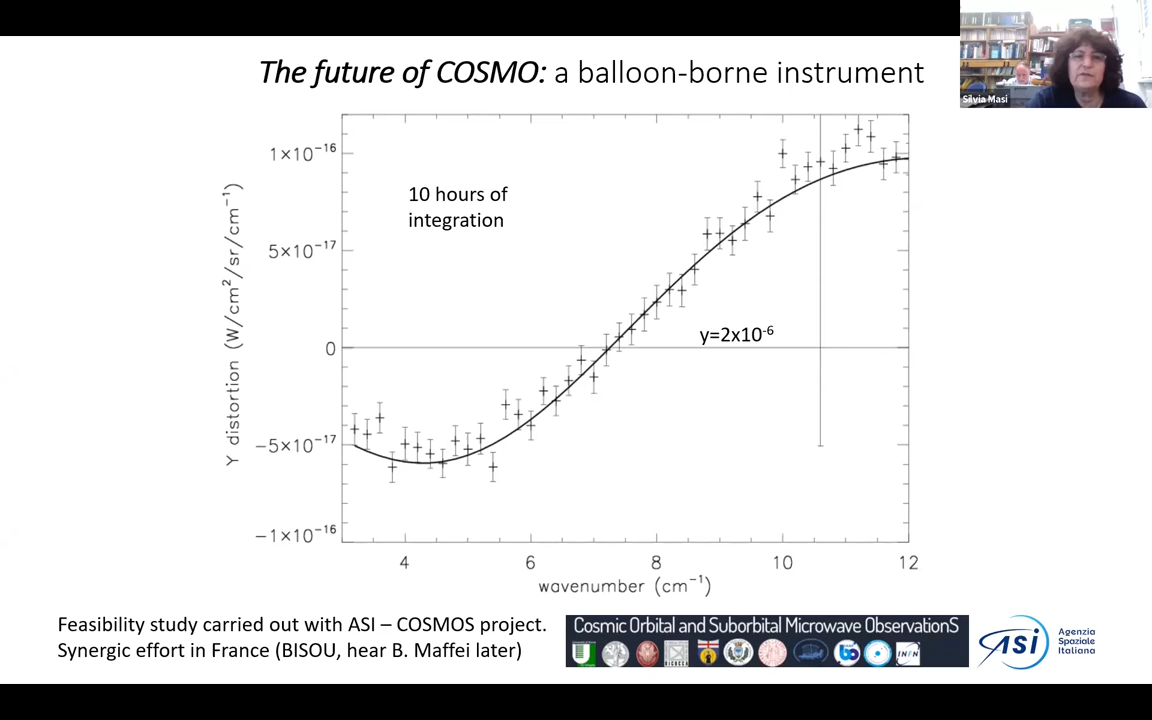 The future of COSMO: a balloon-borne instrument
Silvia Masi
10 hours of
integration
y=2x10⁻⁶
Y distortion (W/cm²/sr/cm⁻¹)
1×10⁻¹⁶
5×10⁻¹⁷
0
−5×10⁻¹⁷
−1×10⁻¹⁶
4 6 8 10 12
wavenumber (cm⁻¹)
Feasibility study carried out with ASI – COSMOS project.
Synergic effort in France (BISOU, hear B. Maffei later)
Cosmic Orbital and Suborbital Microwave ObservationS
BICOCCA
INFN
ASI
Agenzia
Spaziale
Italiana